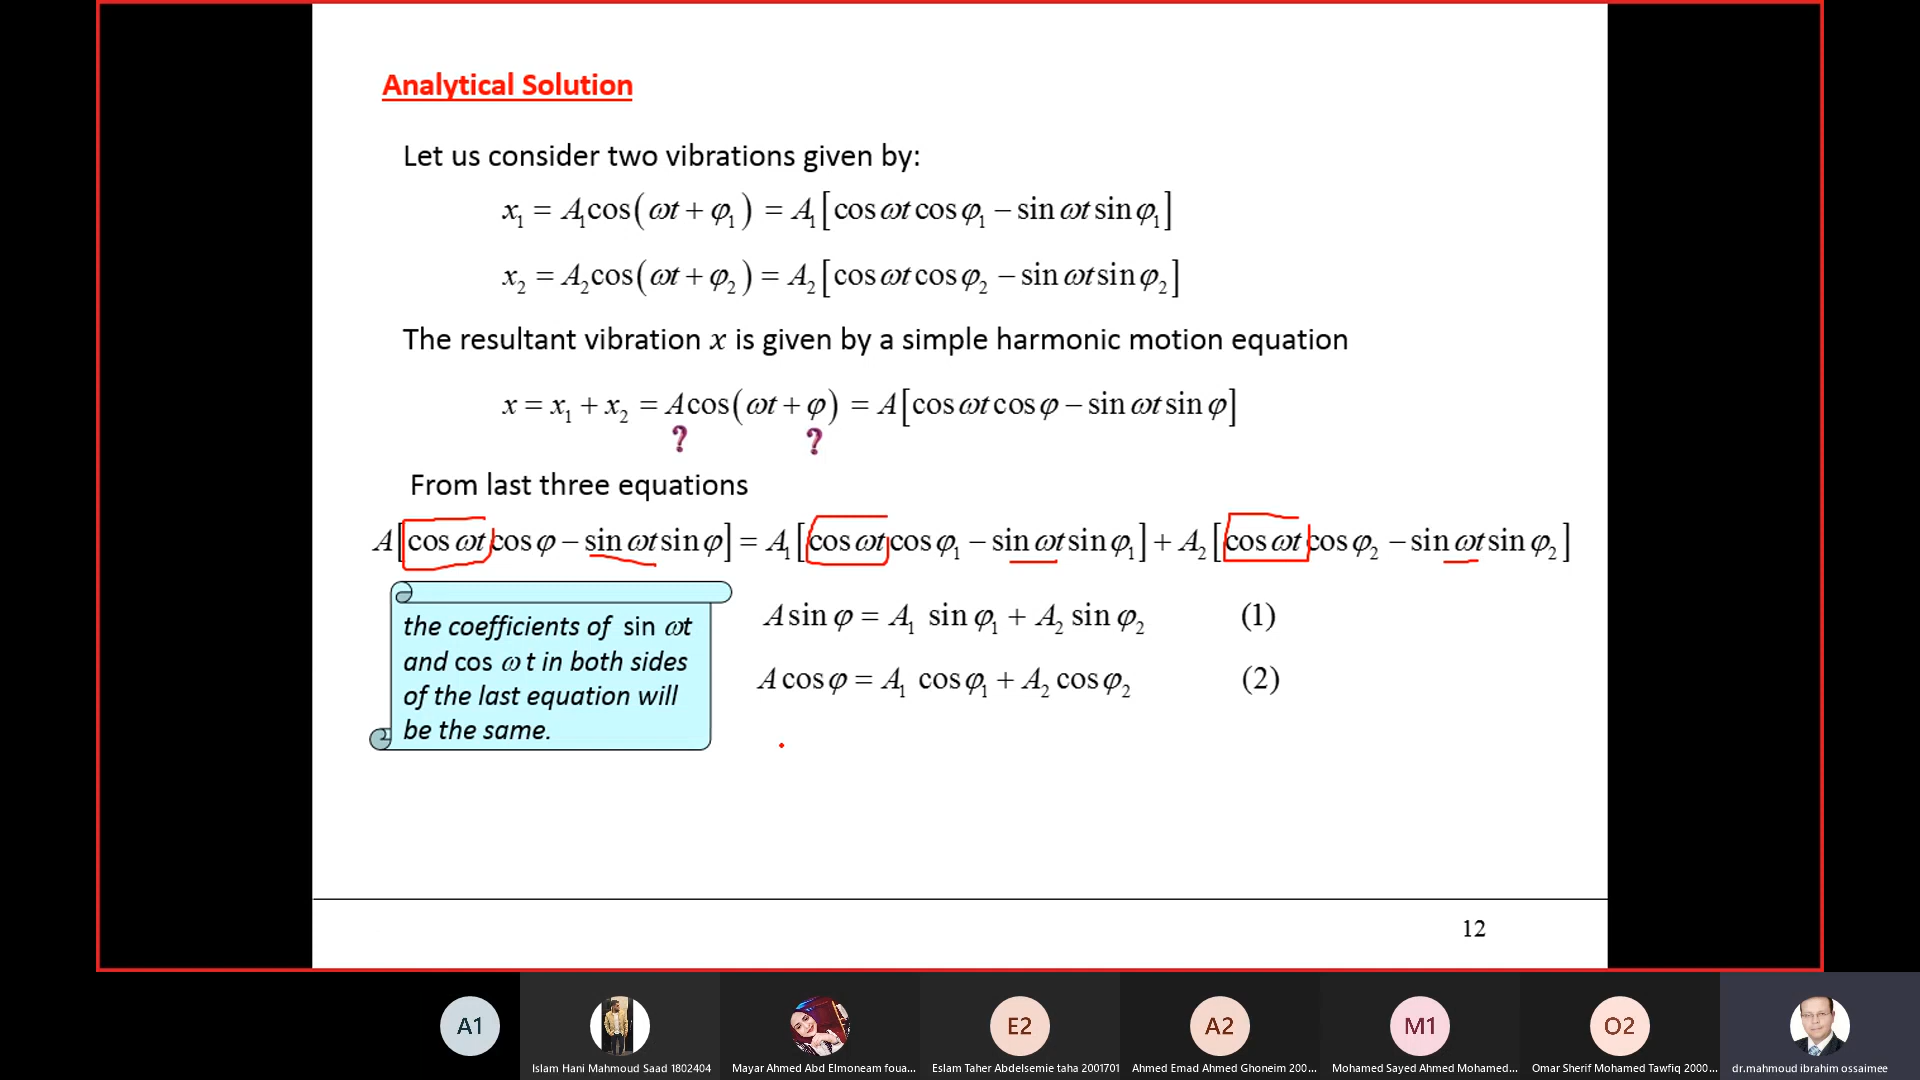 Analytical Solution
Let us consider two vibrations given by:
x₁ = A₁cos(ωt + φ₁) = A₁[cos ωt cos φ₁ − sin ωt sin φ₁]
x₂ = A₂cos(ωt + φ₂) = A₂[cos ωt cos φ₂ − sin ωt sin φ₂]
The resultant vibration x is given by a simple harmonic motion equation
x = x₁ + x₂ = A cos(ωt + φ) = A[cos ωt cos φ − sin ωt sin φ]
? ?
From last three equations
A[cos ωt cos φ − sin ωt sin φ] = A₁[cos ωt cos φ₁ − sin ωt sin φ₁] + A₂[cos ωt cos φ₂ − sin ωt sin φ₂]
the coefficients of sin ωt
and cos ω t in both sides
of the last equation will
be the same.
A sin φ = A₁ sin φ₁ + A₂ sin φ₂ (1)
A cos φ = A₁ cos φ₁ + A₂ cos φ₂ (2)
12
A1
E2
A2
M1
O2
Islam Hani Mahmoud Saad 1802404
Mayar Ahmed Abd Elmoneam foua...
Eslam Taher Abdelsemie taha 2001701
Ahmed Emad Ahmed Ghoneim 200...
Mohamed Sayed Ahmed Mohamed...
Omar Sherif Mohamed Tawfiq 2000...
dr.mahmoud ibrahim ossaimee